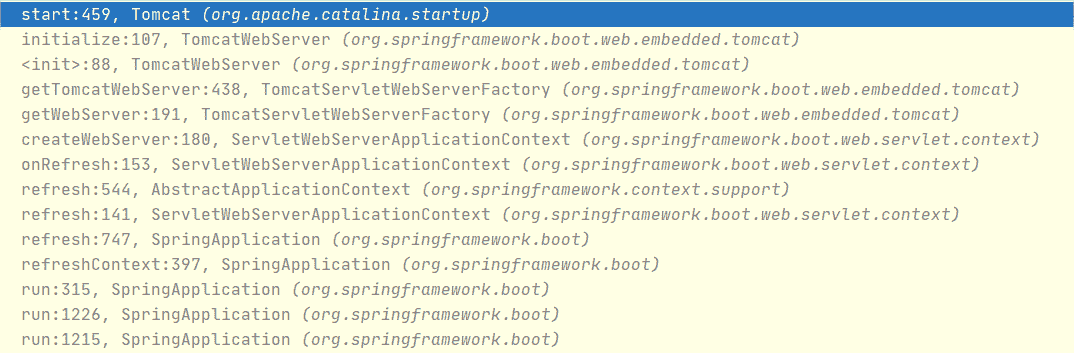 start:459, Tomcat (org.apache.catalina.startup)
initialize:107, TomcatWebServer (org.springframework.boot.web.embedded.tomcat)
<init>:88, TomcatWebServer (org.springframework.boot.web.embedded.tomcat)
getTomcatWebServer:438, TomcatServletWebServerFactory (org.springframework.boot.web.embedded.tomcat)
getWebServer:191, TomcatServletWebServerFactory (org.springframework.boot.web.embedded.tomcat)
createWebServer:180, ServletWebServerApplicationContext (org.springframework.boot.web.servlet.context)
onRefresh:153, ServletWebServerApplicationContext (org.springframework.boot.web.servlet.context)
refresh:544, AbstractApplicationContext (org.springframework.context.support)
refresh:141, ServletWebServerApplicationContext (org.springframework.boot.web.servlet.context)
refresh:747, SpringApplication (org.springframework.boot)
refreshContext:397, SpringApplication (org.springframework.boot)
run:315, SpringApplication (org.springframework.boot)
run:1226, SpringApplication (org.springframework.boot)
run:1215, SpringApplication (org.springframework.boot)